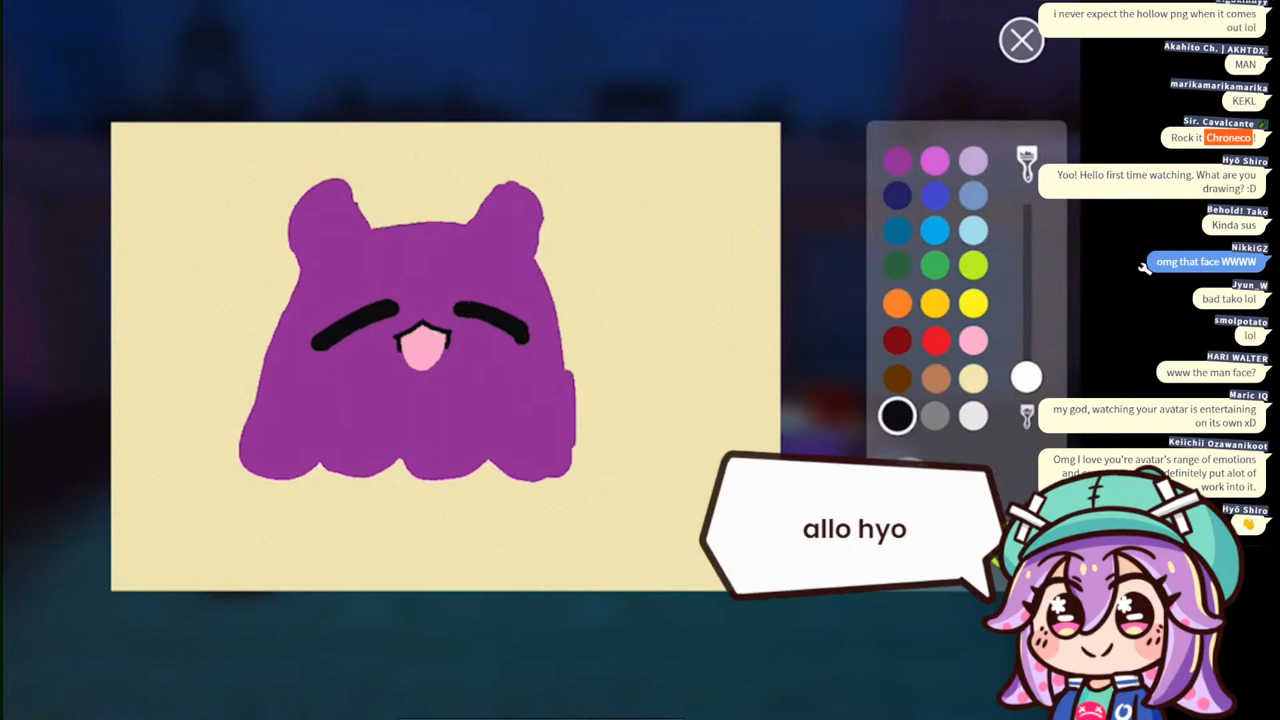 i never expect the hollow png when it comes
out lol
Akahito Ch. | AKHTDX.
MAN
marikamarikamarika
KEKL
Sir. Cavalcante
Rock it Chroneco!
Hyō Shiro
Yoo! Hello first time watching. What are you
drawing? :D
Behold! Tako
Kinda sus
NikkiGZ
omg that face WWWW
Jyun_W
bad tako lol
smolpotato
lol
HARI WALTER
www the man face?
Maric IQ
my god, watching your avatar is entertaining
on its own xD
Keiichii Ozawanikoot
Omg I love you're avatar's range of emotions
and
definitely put alot of
work into it.
Hyō Shiro
👋
allo hyo